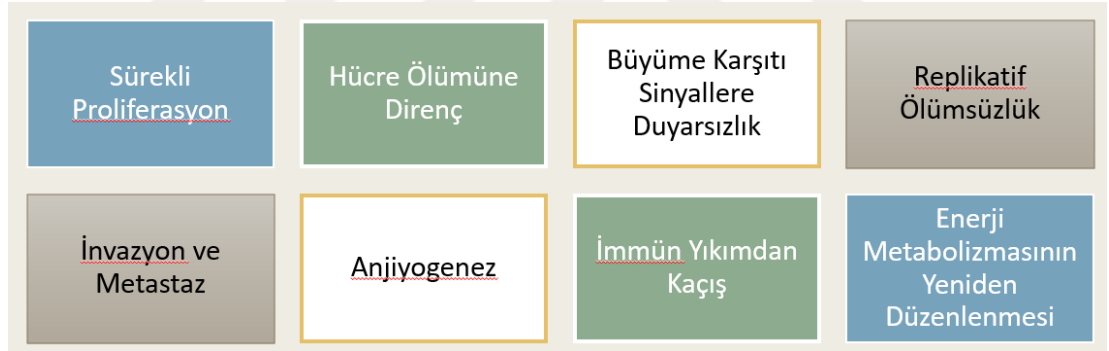 Sürekli
Proliferasyon
Hücre Ölümüne
Direnç
Büyüme Karşıtı
Sinyallere
Duyarsızlık
Replikatif
Ölümsüzlük
İnvazyon ve
Metastaz
Anjiyogenez
İmmün Yıkımdan
Kaçış
Enerji
Metabolizmasının
Yeniden
Düzenlenmesi